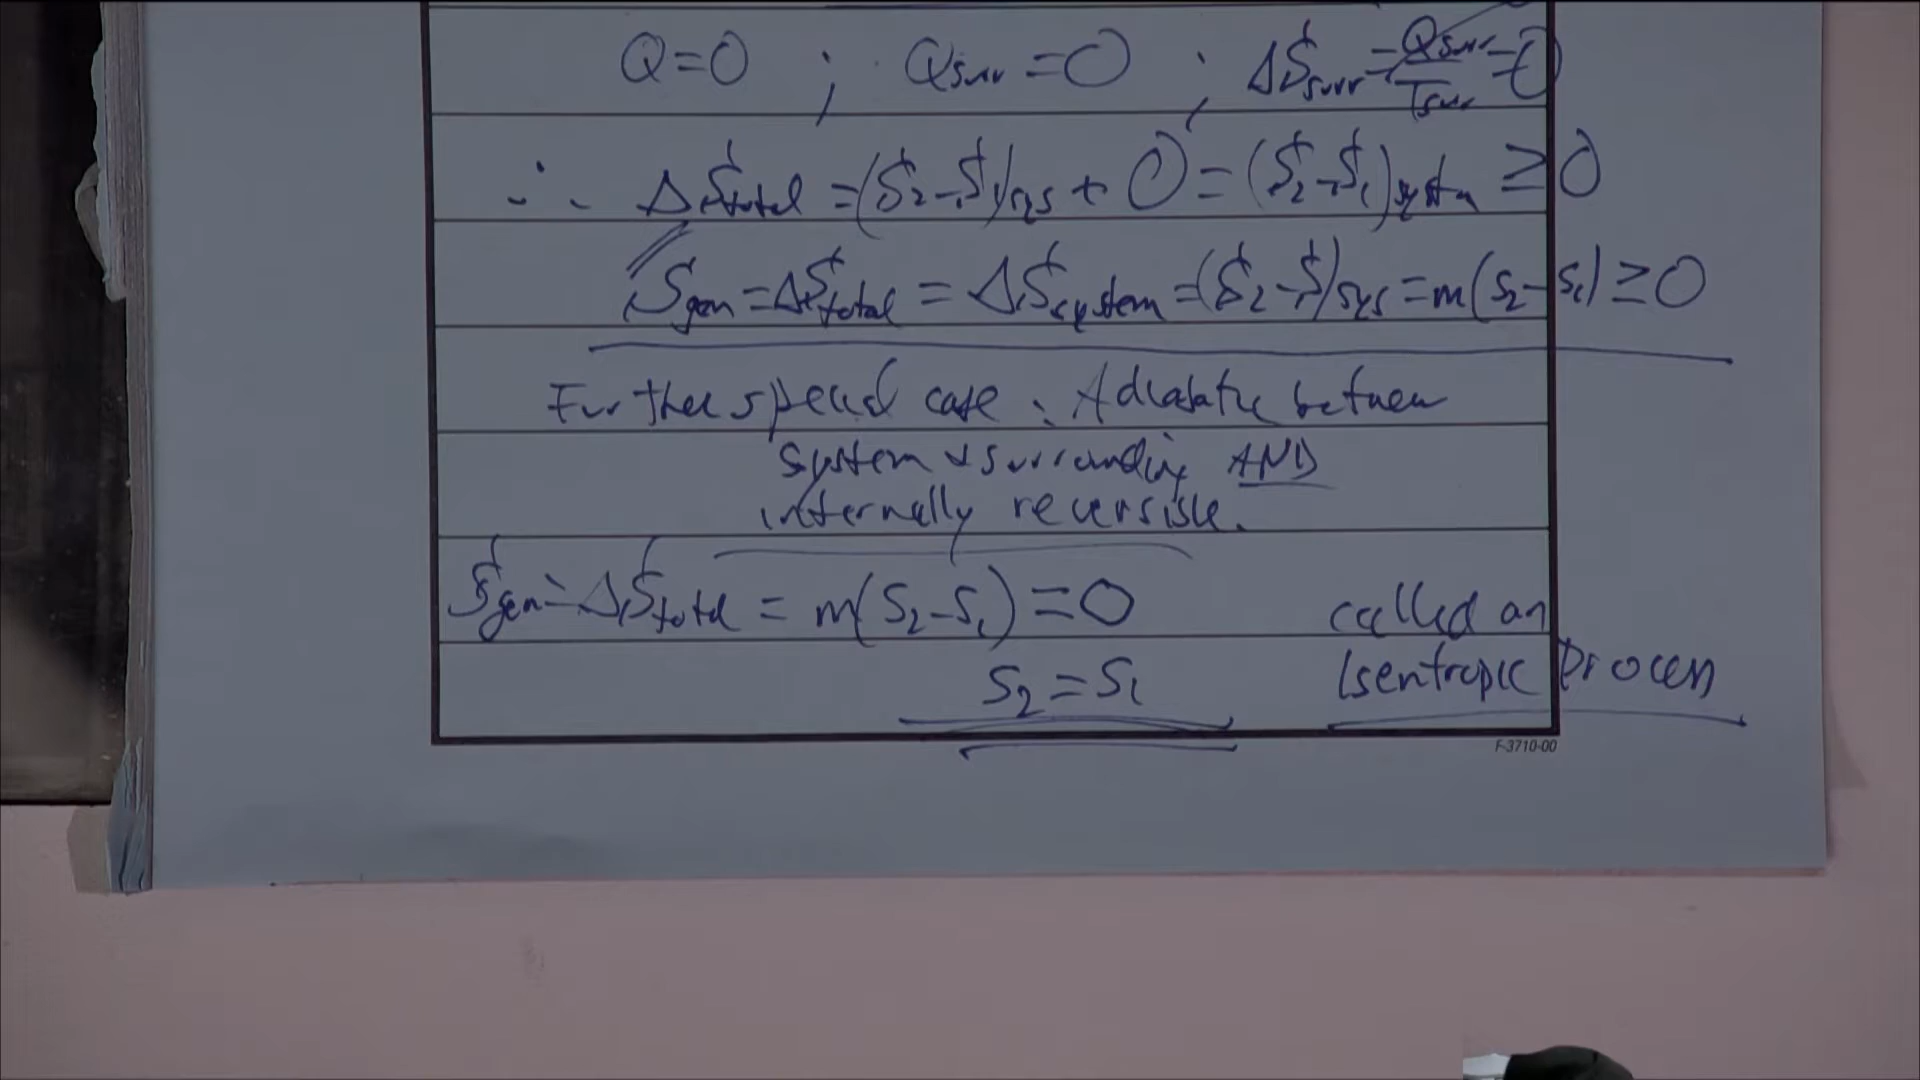 Q=0 ; Qsurr =0 ; ΔSsurr = Qsurr/Tsurr = 0
∴ ΔStotal = (S2-S1)sys + 0 = (S2-S1)system ≥ 0
Sgen = ΔStotal = ΔSsystem = (S2-S1)sys = m(s2-s1) ≥ 0
Further special case: Adiabatic between
system & surrounding AND
internally reversible.
Sgen = ΔStotal = m(s2-s1) = 0 called an
s2 = s1 Isentropic Process
F-3710-00